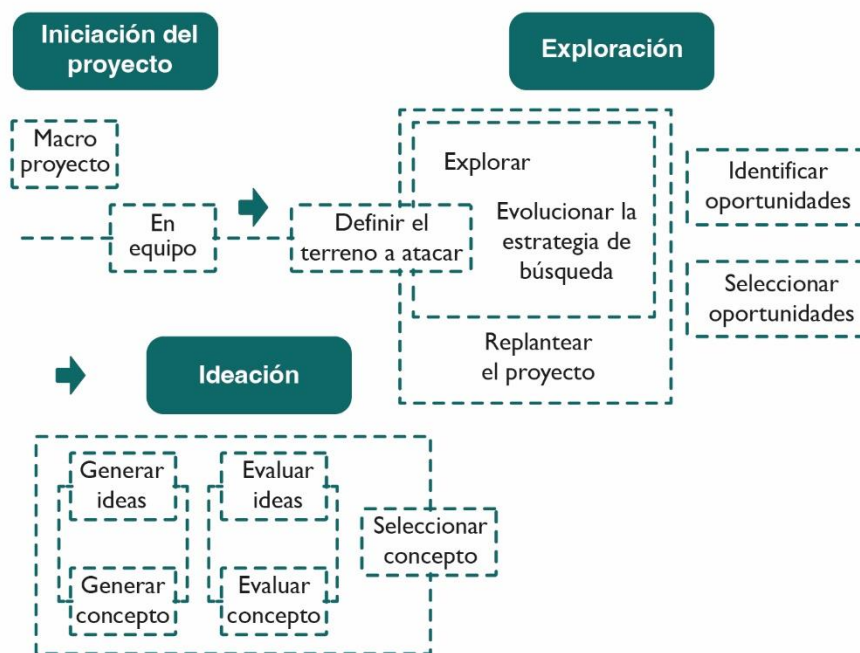 Iniciación del
proyecto
Exploración
Macro
proyecto
En
equipo
Definir el
terreno a atacar
Explorar
Evolucionar la
estrategia de
búsqueda
Replantear
el proyecto
Identificar
oportunidades
Seleccionar
oportunidades
Ideación
Generar
ideas
Evaluar
ideas
Generar
concepto
Evaluar
concepto
Seleccionar
concepto